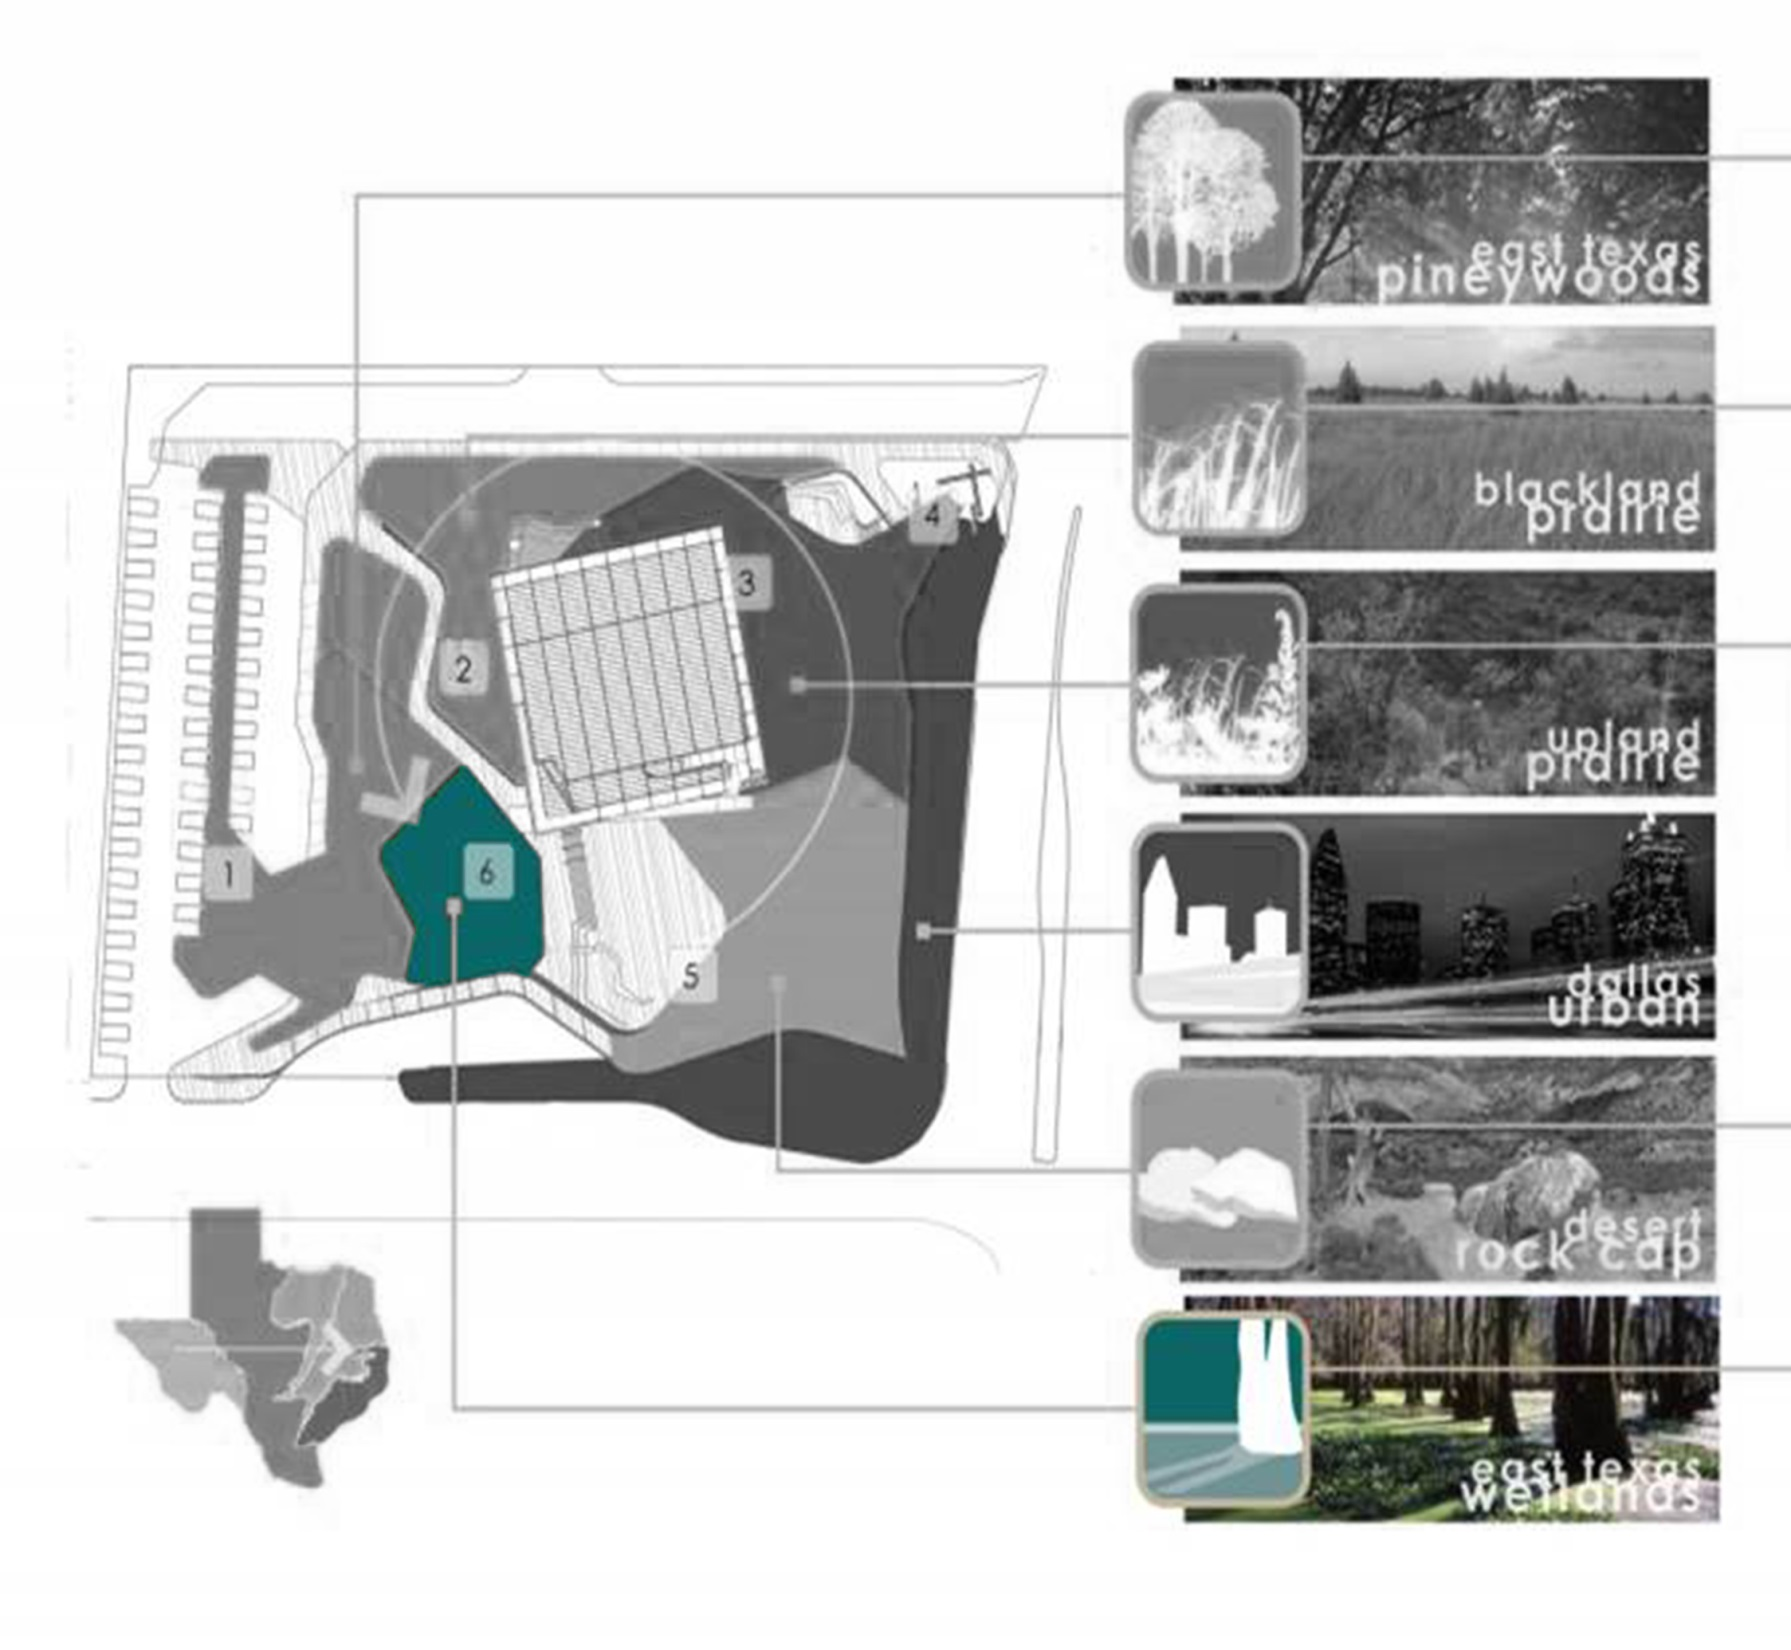 east texas
pineywoods
blackland
prairie
upland
prairie
dallas
urban
desert
rock cap
east texas
wetlands
4
3
2
1
6
5